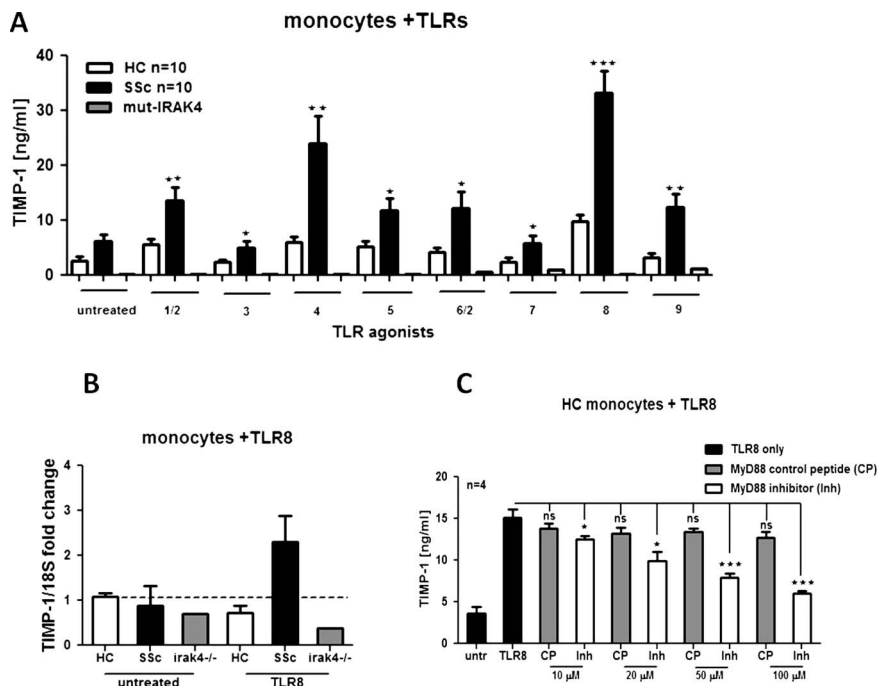 A
monocytes +TLRs
HC n=10
SSc n=10
mut-IRAK4
TIMP-1 [ng/ml]
40
30
20
10
0
★★
★
★★
★
★
★
★★★
★★
untreated 1/2 3 4 5 6/2 7 8 9
TLR agonists
B
monocytes +TLR8
TIMP-1/18S fold change
4
3
2
1
0
HC SSc irak4-/- HC SSc irak4-/-
untreated TLR8
C
HC monocytes + TLR8
TLR8 only
MyD88 control peptide (CP)
MyD88 inhibitor (Inh)
n=4
TIMP-1 [ng/ml]
20
15
10
5
0
ns ★ ns ★ ns ★★★ ns ★★★
untr TLR8 CP Inh CP Inh CP Inh CP Inh
10 µM 20 µM 50 µM 100 µM